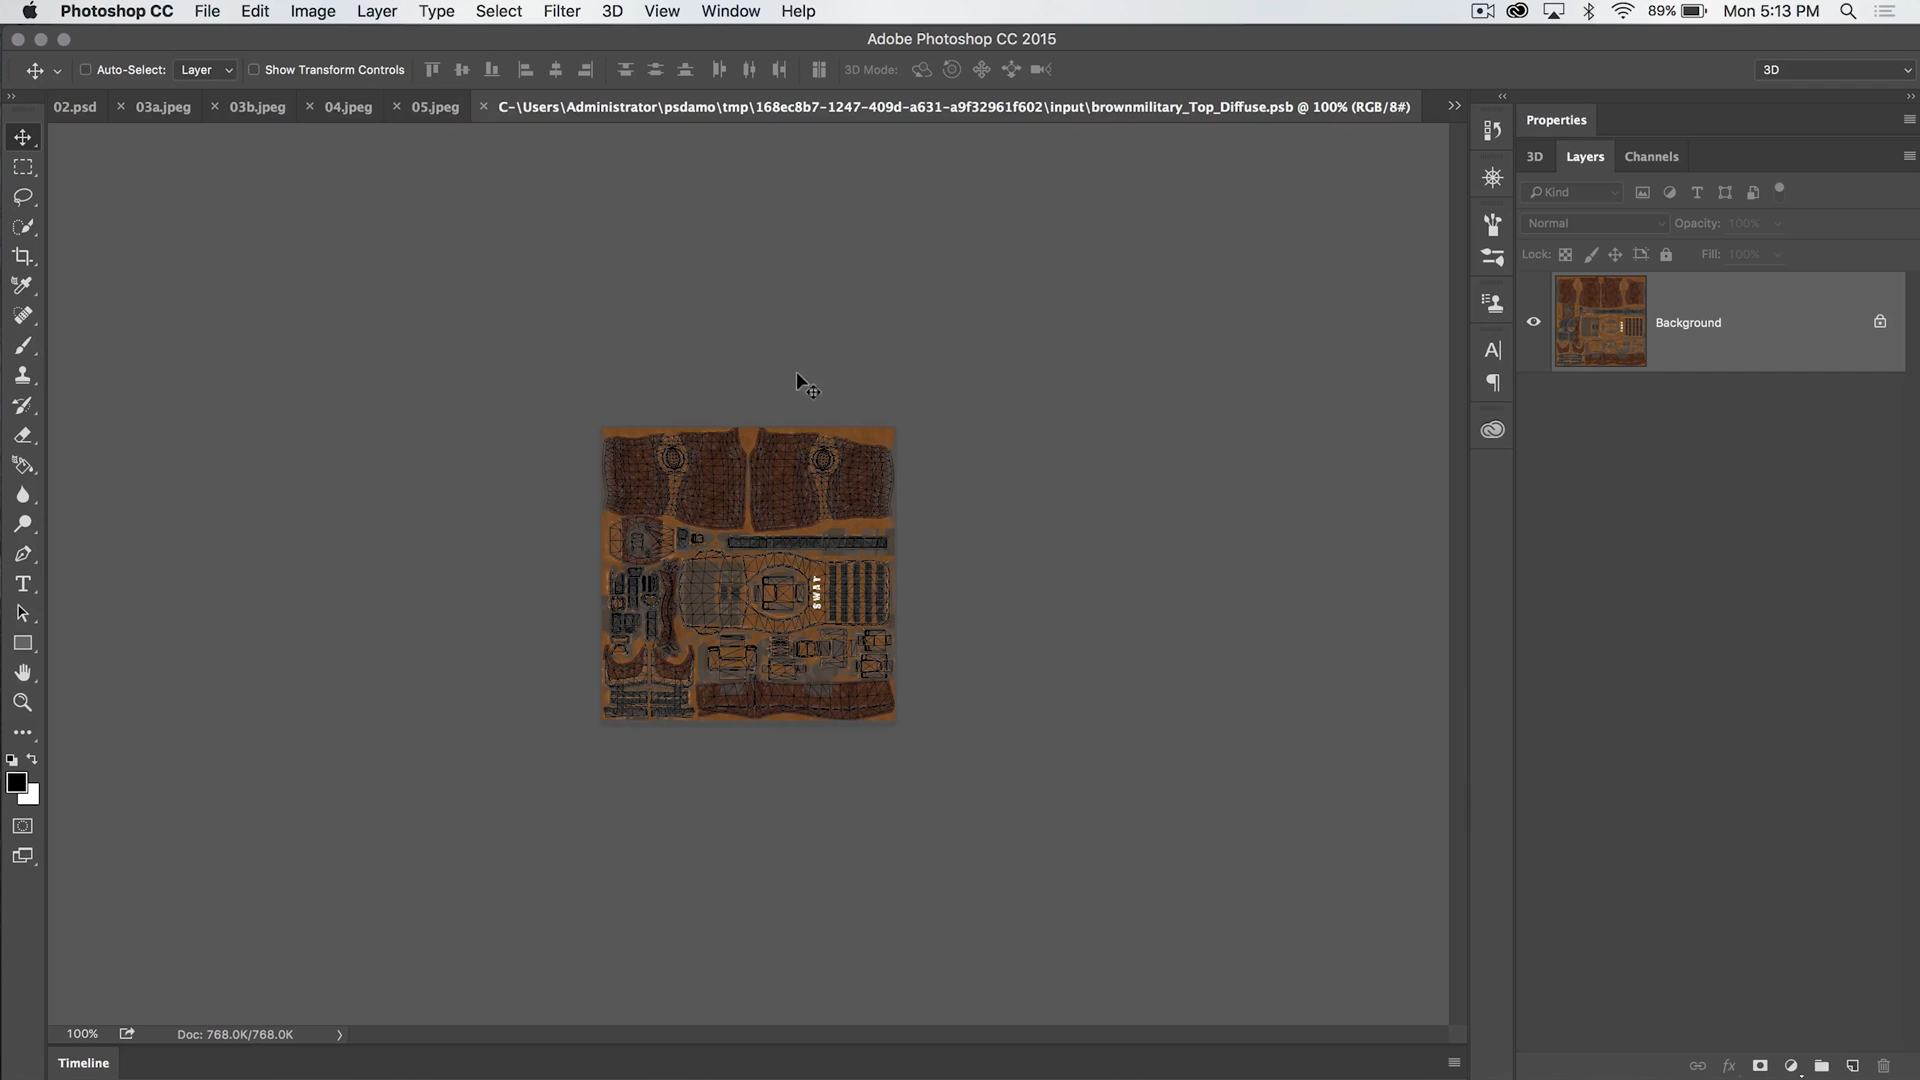 Photoshop CC File Edit Image Layer Type Select Filter 3D View Window Help 89% Mon 5:13 PM
Adobe Photoshop CC 2015
Auto-Select: Layer Show Transform Controls 3D Mode: 3D
02.psd × 03a.jpeg × 03b.jpeg × 04.jpeg × 05.jpeg × C-\Users\Administrator\psdamo\tmp\168ec8b7-1247-409d-a631-a9f32961f602\input\brownmilitary_Top_Diffuse.psb @ 100% (RGB/8#)
Properties
3D Layers Channels
Kind
Normal Opacity: 100%
Lock: Fill: 100%
Background
SWAT
100% Doc: 768.0K/768.0K
Timeline